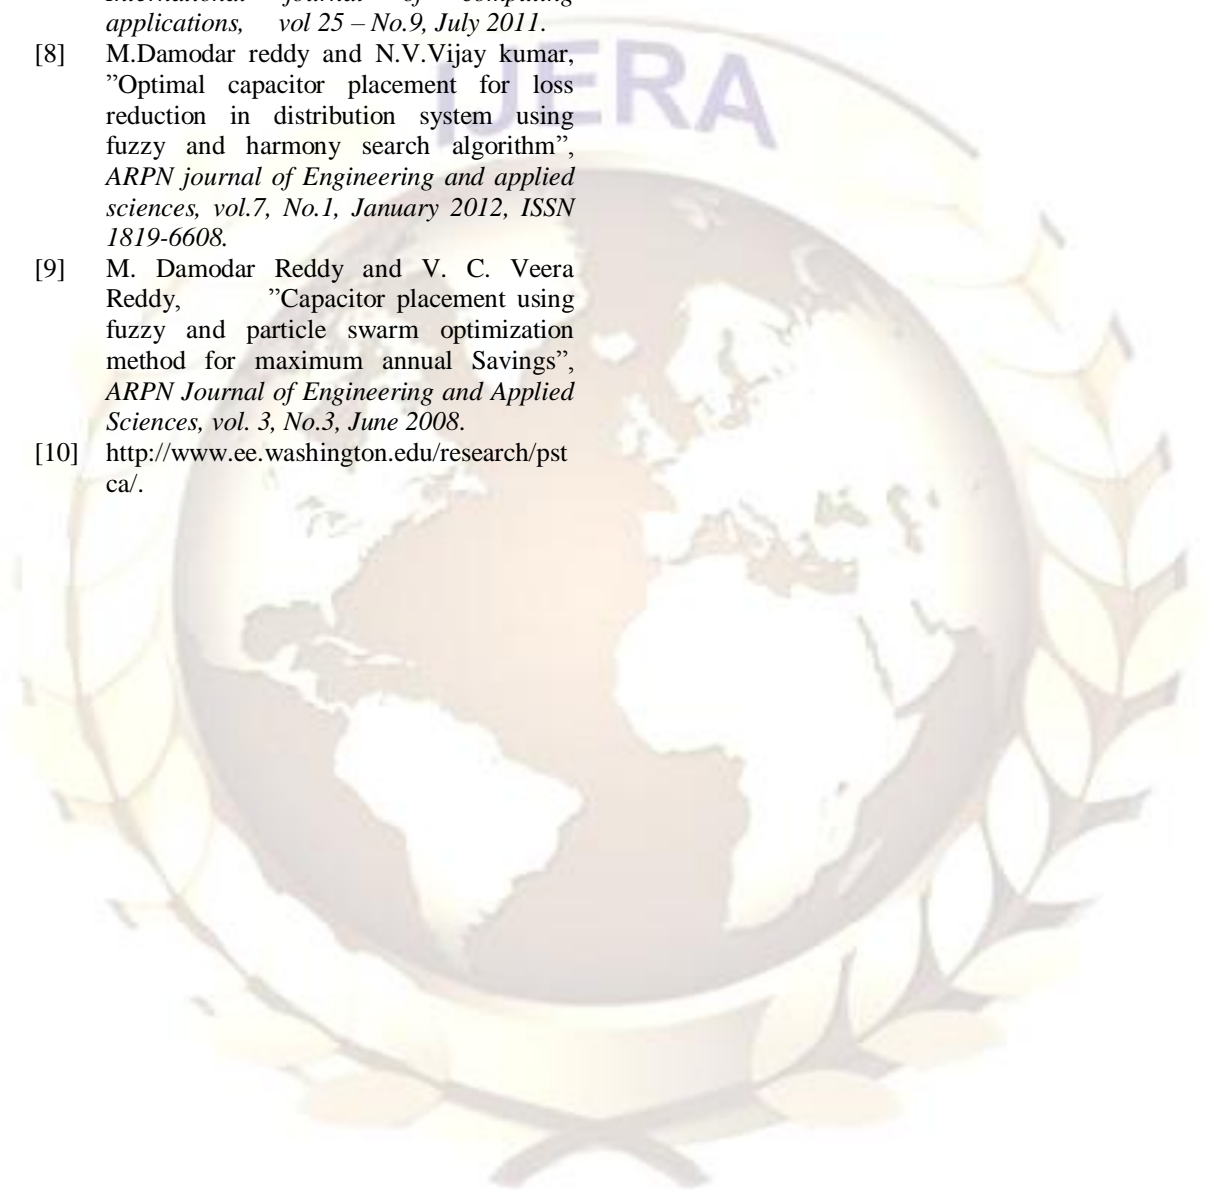 International journal of computing
applications, vol 25 – No.9, July 2011.
[8] M.Damodar reddy and N.V.Vijay kumar,
”Optimal capacitor placement for loss
reduction in distribution system using
fuzzy and harmony search algorithm”,
ARPN journal of Engineering and applied
sciences, vol.7, No.1, January 2012, ISSN
1819-6608.
[9] M. Damodar Reddy and V. C. Veera
Reddy, ”Capacitor placement using
fuzzy and particle swarm optimization
method for maximum annual Savings”,
ARPN Journal of Engineering and Applied
Sciences, vol. 3, No.3, June 2008.
[10] http://www.ee.washington.edu/research/pst
ca/.
IJERA